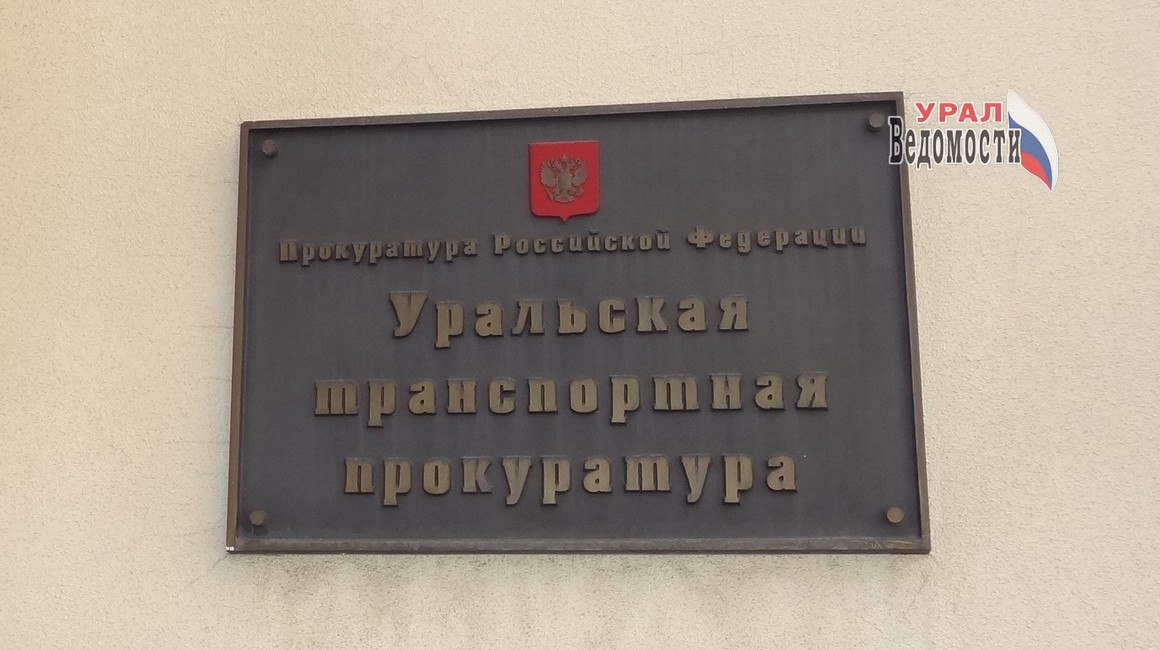 УРАЛ
Ведомости
Прокуратура Российской Федерации
Уральская
транспортная
прокуратура